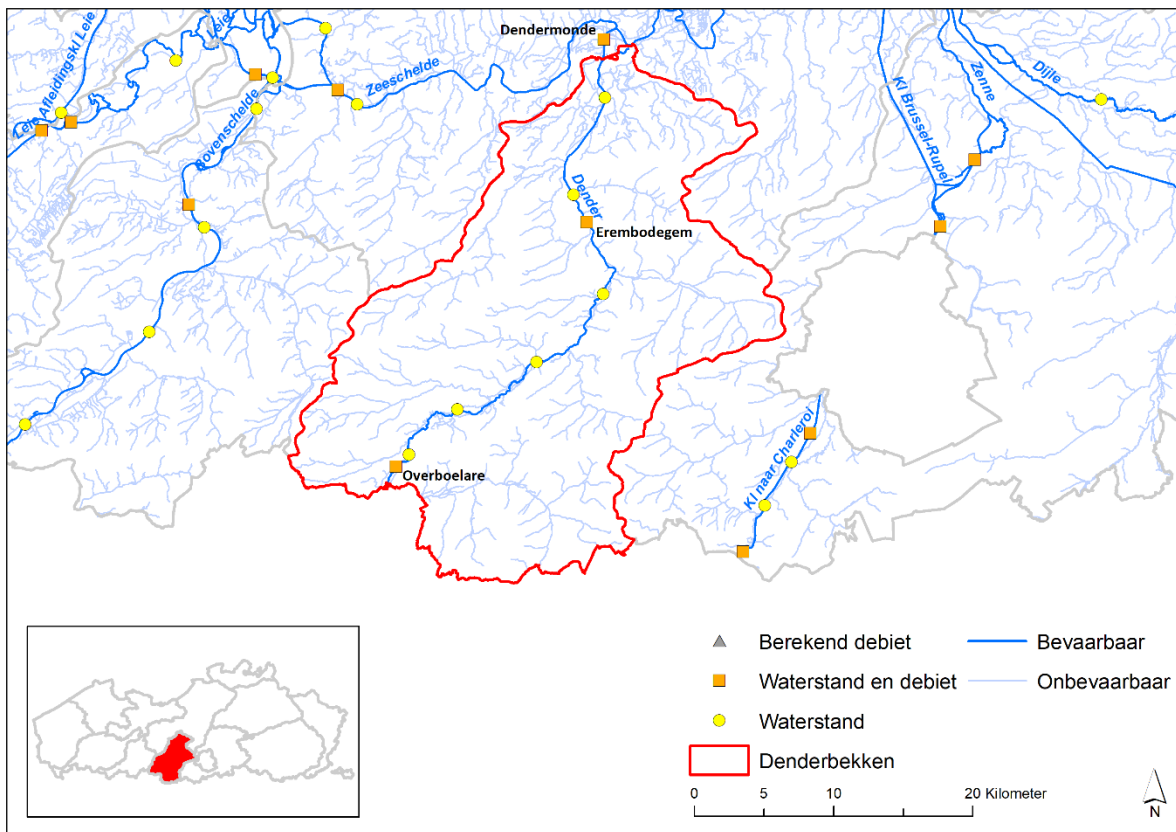 Dendermonde
Leie
Leie Afleidingskl Leie
Zeeschelde
Bovenschelde
Kl Brussel-Rupel
Zenne
Dijle
Dender
Erembodegem
Overboelare
Kl naar Charleroi
Berekend debiet
Bevaarbaar
Waterstand en debiet
Onbevaarbaar
Waterstand
Denderbekken
0 5 10 20 Kilometer
N